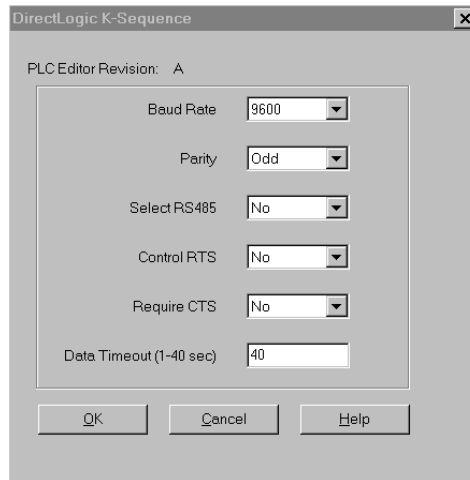 DirectLogic K-Sequence
PLC Editor Revision: A
Baud Rate 9600
Parity Odd
Select RS485 No
Control RTS No
Require CTS No
Data Timeout (1-40 sec) 40
OK Cancel Help